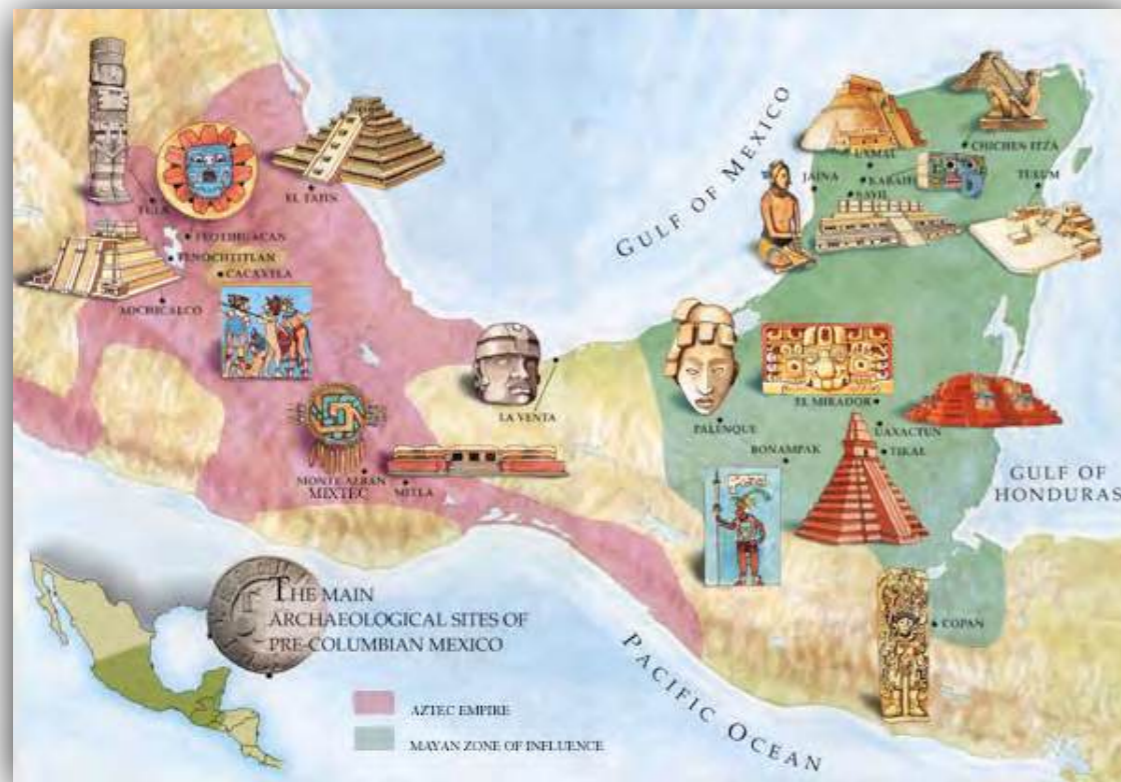 GULF OF MEXICO
CHICHEN ITZA
UXMAL
JAINA
KABAH
TULUM
SAYIL
EL TAJIN
TULA
TEOTIHUACAN
TENOCHTITLAN
CACAXTLA
XOCHICALCO
LA VENTA
EL MIRADOR
PALENQUE
UAXACTUN
BONAMPAK
TIKAL
MONTE ALBAN
MIXTEC
MITLA
GULF OF
HONDURAS
THE MAIN
ARCHAEOLOGICAL SITES OF
PRE-COLUMBIAN MEXICO
COPAN
PACIFIC OCEAN
AZTEC EMPIRE
MAYAN ZONE OF INFLUENCE